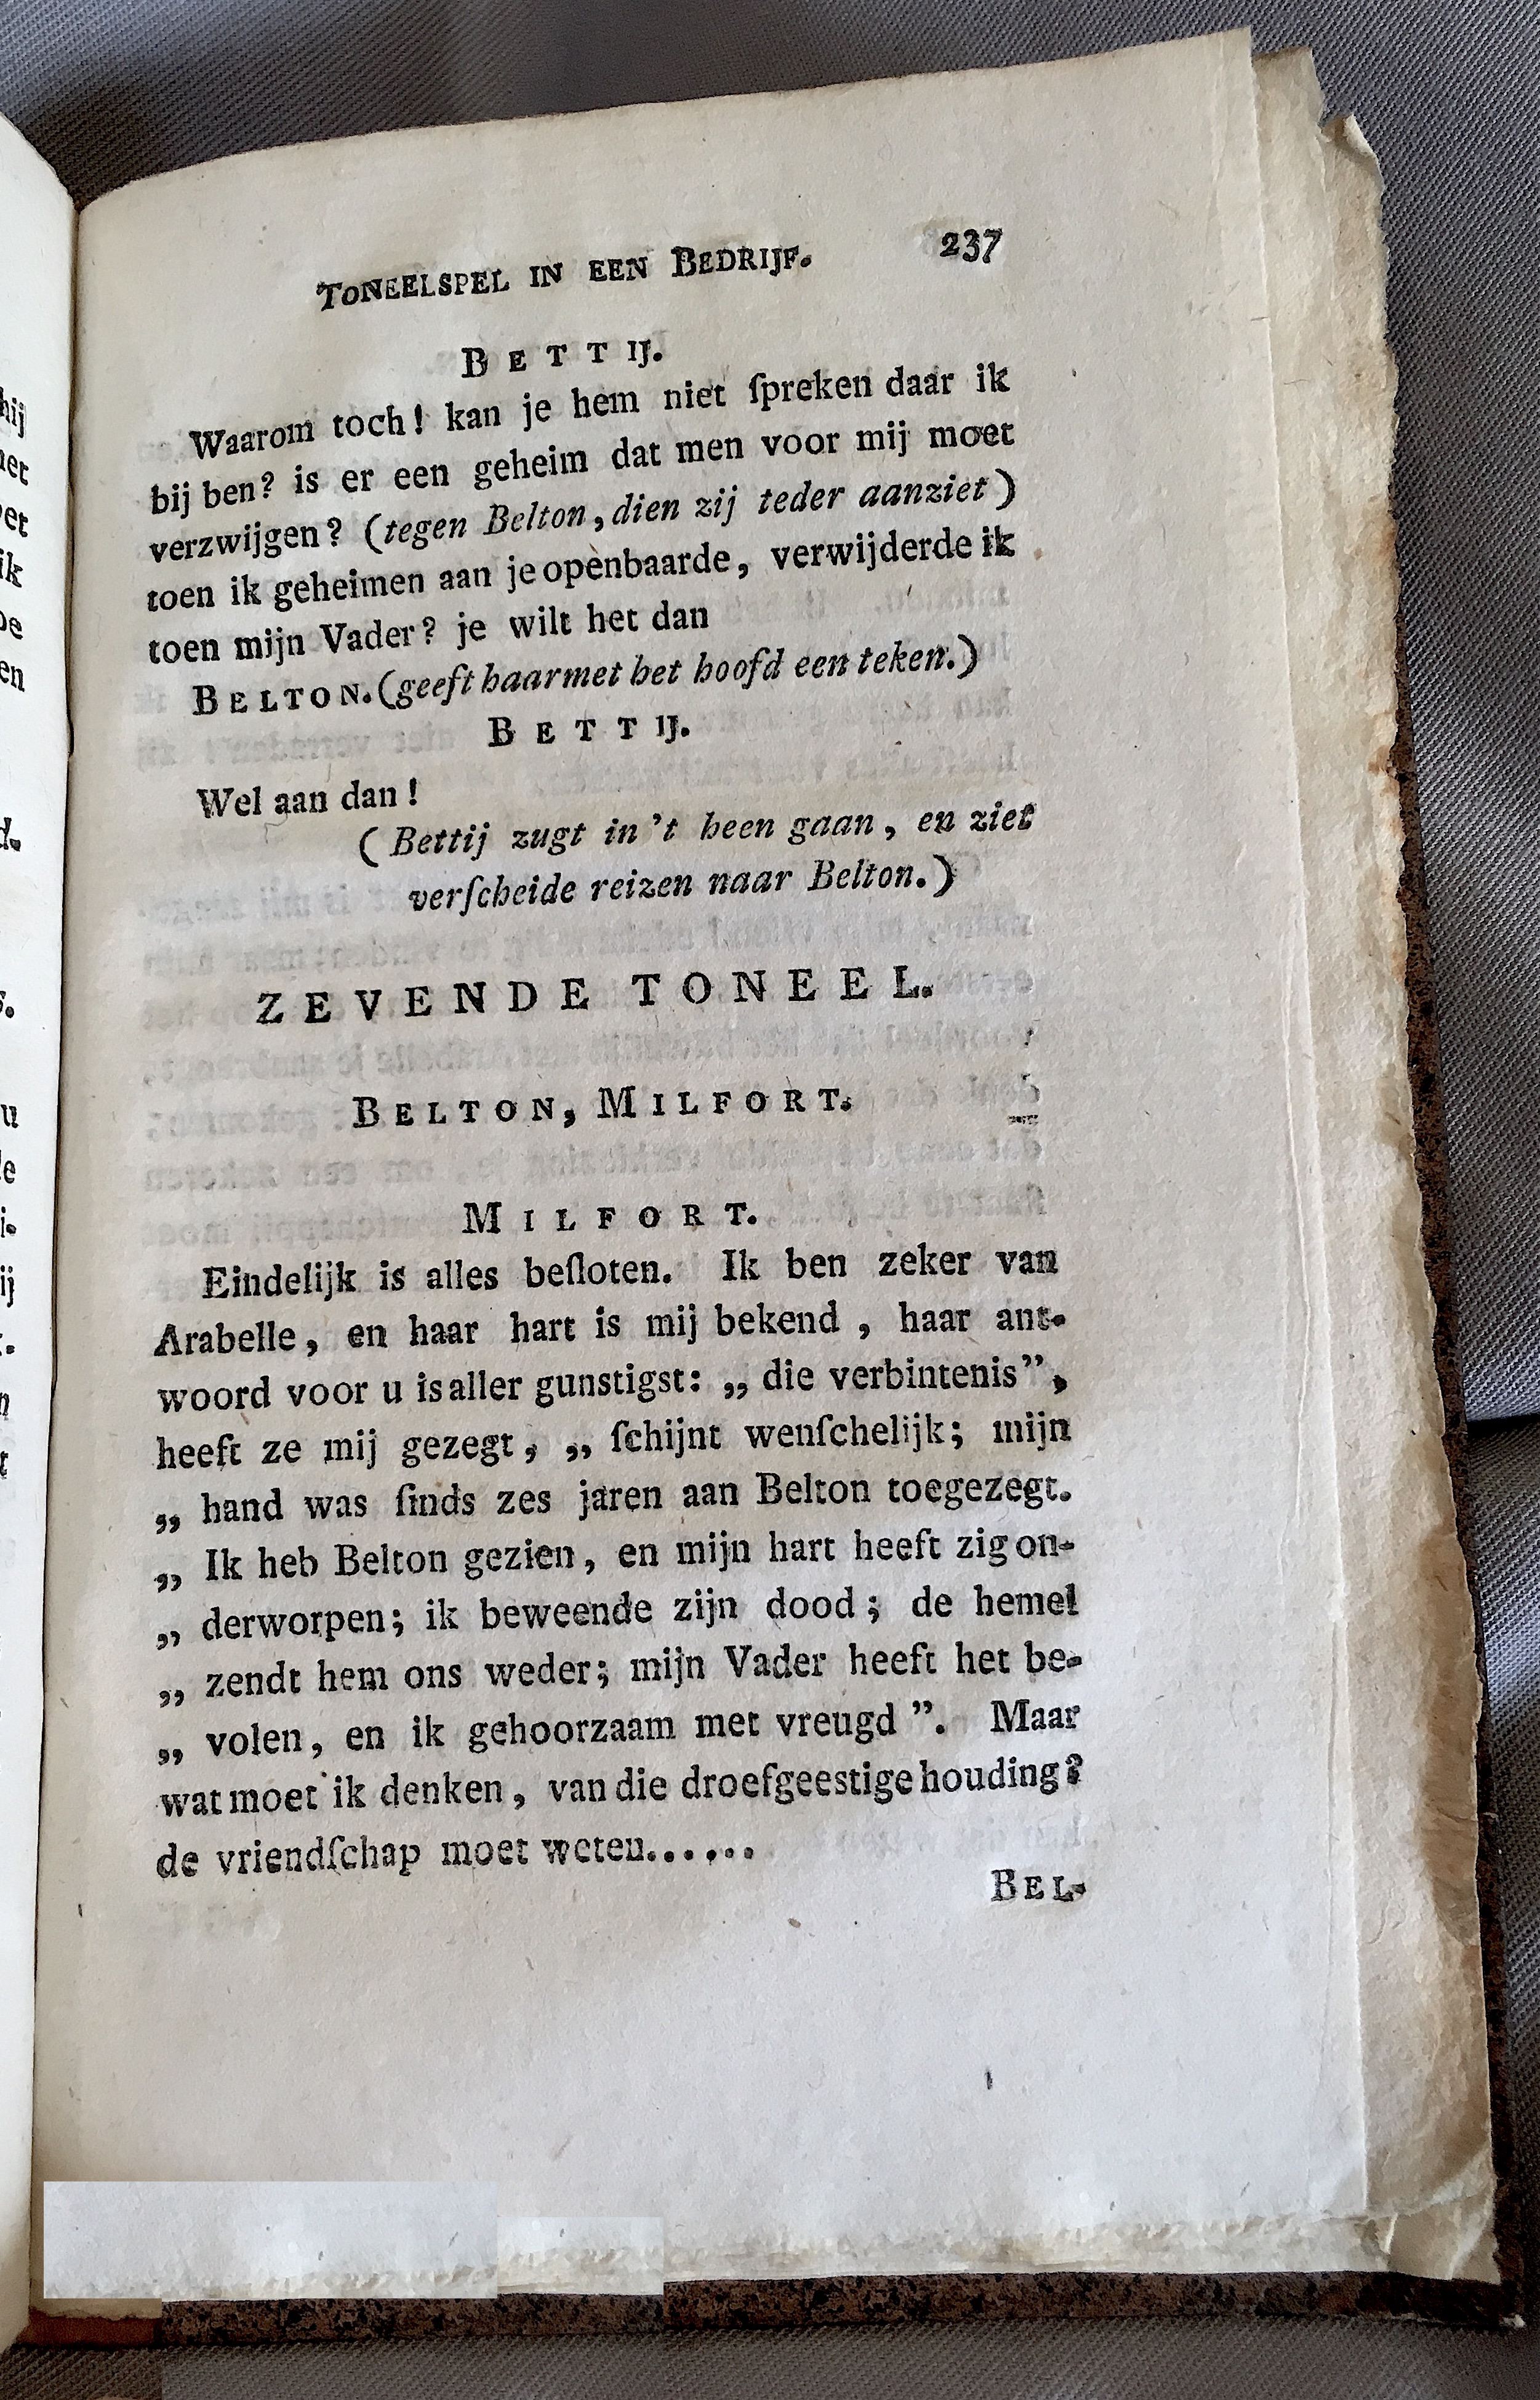 TONEELSPEL IN EEN BEDRIJF. 237
BETTIJ.
Waarom toch! kan je hem niet ſpreken daar ik
bij ben? is er een geheim dat men voor mij moet
verzwijgen? (tegen Belton, dien zij teder aanziet)
toen ik geheimen aan je openbaarde, verwijderde ik
toen mijn Vader? je wilt het dan
BELTON. (geeft haar met het hoofd een teken.)
BETTIJ.
Wel aan dan!
(Bettij zugt in 't heen gaan, en ziet
verſcheide reizen naar Belton.)
ZEVENDE TONEEL.
BELTON, MILFORT.
MILFORT.
Eindelijk is alles beſloten. Ik ben zeker van
Arabelle, en haar hart is mij bekend, haar ant-
woord voor u is aller gunstigst: „ die verbintenis”,
heeft ze mij gezegt, „ ſchijnt wenſchelijk; mijn
„ hand was ſinds zes jaren aan Belton toegezegt.
„ Ik heb Belton gezien, en mijn hart heeft zig on-
„ derworpen; ik beweende zijn dood; de hemel
„ zendt hem ons weder; mijn Vader heeft het be-
„ volen, en ik gehoorzaam met vreugd ”. Maar
wat moet ik denken, van die droefgeestige houding?
de vriendſchap moet weten......
BEL-